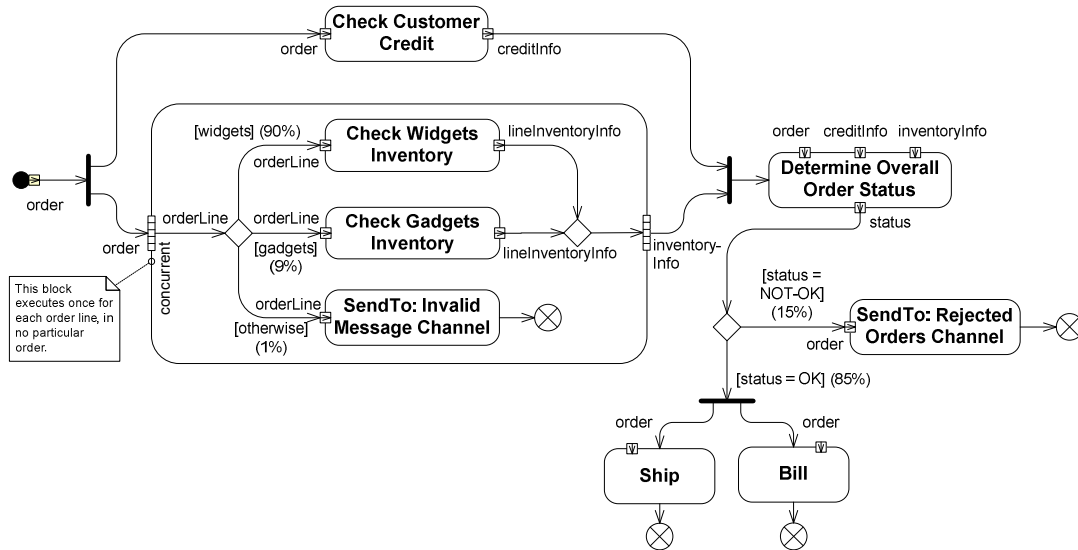 Check Customer
Credit
order
creditInfo
[widgets] (90%)
Check Widgets
Inventory
lineInventoryInfo
orderLine
order
creditInfo
inventoryInfo
Determine Overall
Order Status
order
orderLine
orderLine
Check Gadgets
Inventory
[gadgets]
(9%)
lineInventoryInfo
order
inventory-
Info
status
concurrent
This block
executes once for
each order line, in
no particular
order.
orderLine
SendTo: Invalid
Message Channel
[otherwise]
(1%)
[status =
NOT-OK]
(15%)
SendTo: Rejected
Orders Channel
order
[status = OK] (85%)
order
order
Ship
Bill